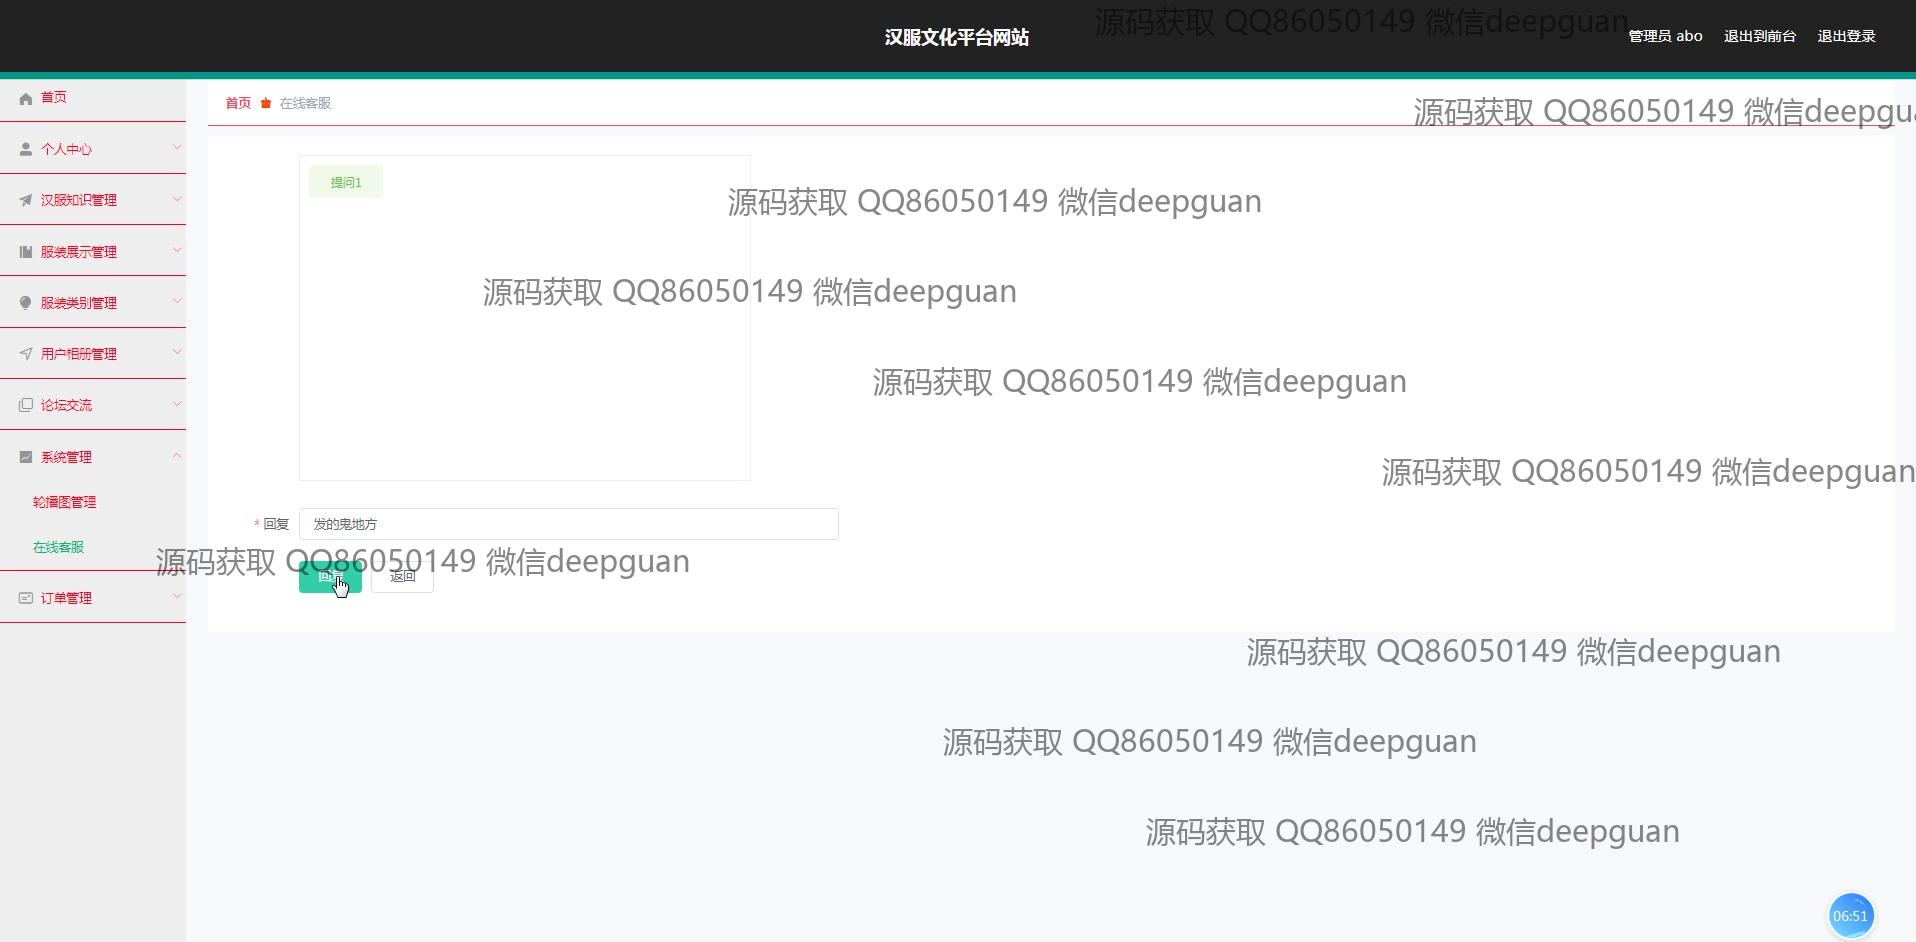 汉服文化平台网站
源码获取 QQ86050149 微信deepguan
管理员 abo
退出到前台
退出登录
首页
个人中心
汉服知识管理
服装展示管理
服装类别管理
用户相册管理
论坛交流
系统管理
轮播图管理
在线客服
订单管理
首页
在线客服
源码获取 QQ86050149 微信deepgu
提问1
源码获取 QQ86050149 微信deepguan
源码获取 QQ86050149 微信deepguan
源码获取 QQ86050149 微信deepguan
源码获取 QQ86050149 微信deepguan
* 回复
发的鬼地方
源码获取 QQ86050149 微信deepguan
回复
返回
源码获取 QQ86050149 微信deepguan
源码获取 QQ86050149 微信deepguan
源码获取 QQ86050149 微信deepguan
06:51